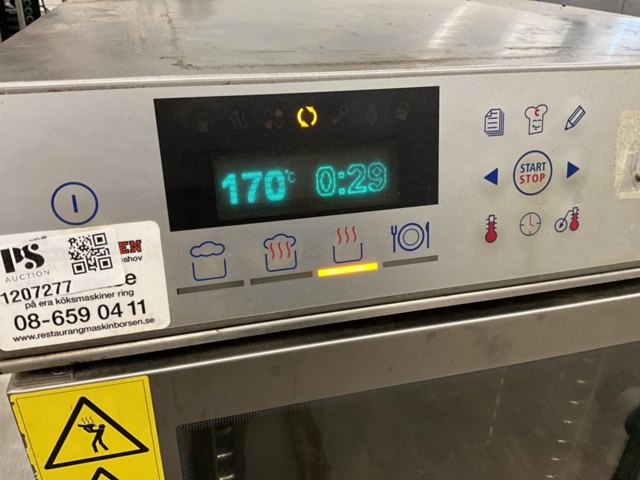 170°C 0:29
C
START
STOP
PS
AUCTION
EN
shov
1207277
e
på era köksmaskiner ring
08-659 04 11
www.restaurangmaskinborsen.se